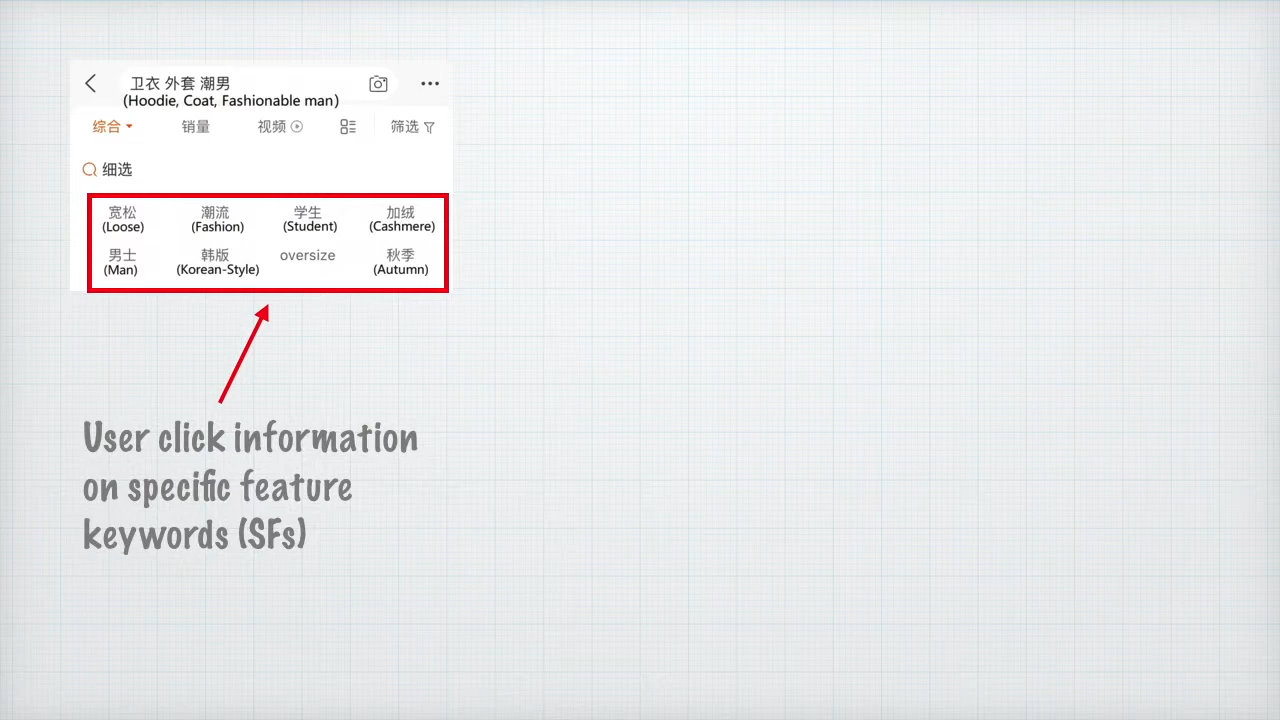 卫衣 外套 潮男
(Hoodie, Coat, Fashionable man)
综合 销量 视频 筛选
细选
宽松 潮流 学生 加绒
(Loose) (Fashion) (Student) (Cashmere)
男士 韩版 oversize 秋季
(Man) (Korean-Style) (Autumn)
User click information
on specific feature
keywords (SFs)